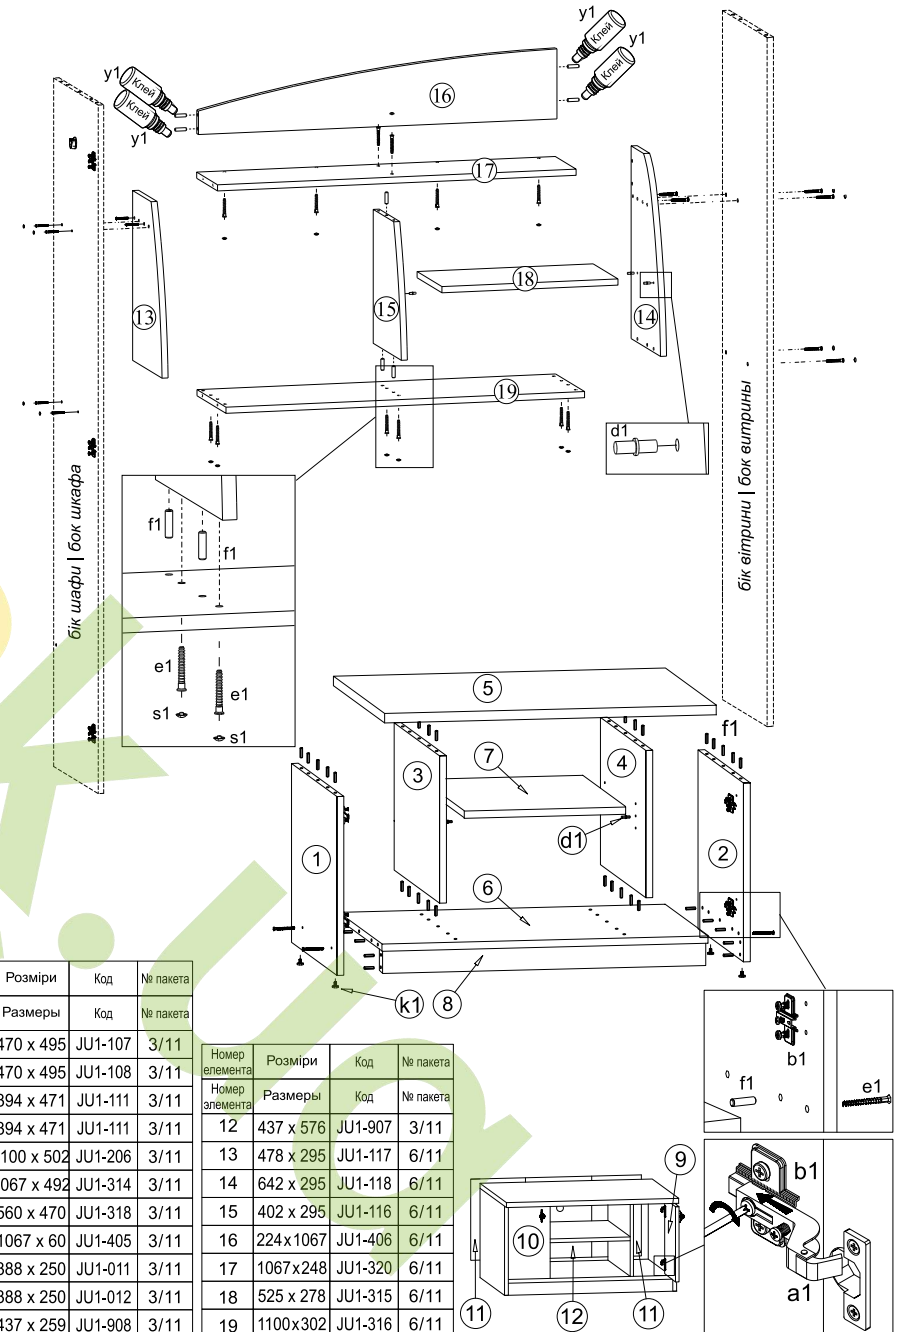 y1
y1
Клей
Клей
y1
Клей
Клей
y1
16
17
18
15
13
14
19
d1
f1
f1
e1
e1
s1
s1
бік шафи | бок шкафа
бік вітрини | бок витрины
5
f1
3
4
7
d1
1
2
6
k1
8
b1
f1
e1
9
10
b1
a1
11
12
11
Розміри Код № пакета
Размеры Код № пакета
470 x 495 JU1-107 3/11
470 x 495 JU1-108 3/11
394 x 471 JU1-111 3/11
394 x 471 JU1-111 3/11
100 x 502 JU1-206 3/11
067 x 492 JU1-314 3/11
560 x 470 JU1-318 3/11
1067 x 60 JU1-405 3/11
388 x 250 JU1-011 3/11
388 x 250 JU1-012 3/11
437 x 259 JU1-908 3/11
Номер елемента Розміри Код № пакета
Номер элемента Размеры Код № пакета
12 437 x 576 JU1-907 3/11
13 478 x 295 JU1-117 6/11
14 642 x 295 JU1-118 6/11
15 402 x 295 JU1-116 6/11
16 224x1067 JU1-406 6/11
17 1067x248 JU1-320 6/11
18 525 x 278 JU1-315 6/11
19 1100x302 JU1-316 6/11